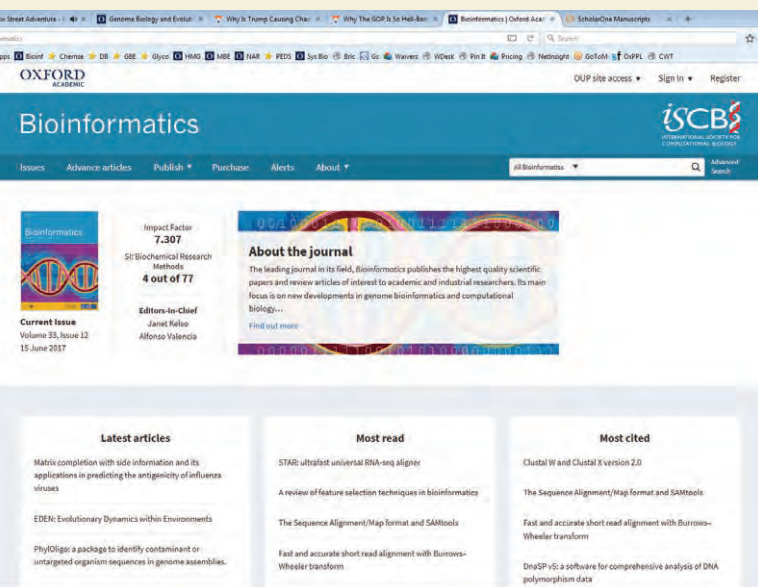 Street Adventure -
Genome Biology and Evolut
Why Is Trump Causing Chao
Why The GOP Is So Hell-Ben
Bioinformatics | Oxford Acad
ScholarOne Manuscripts
Search
Bioinf Chemse DB GBE Glyco HMG MBE NAR PEDS Sys Bio Bric Gs Waivers WDesk Pin It Pricing NetInsight GoToM OxPPL CWT
OXFORD
ACADEMIC
OUP site access Sign In Register
Bioinformatics
iSCB
INTERNATIONAL SOCIETY FOR
COMPUTATIONAL BIOLOGY
Issues Advance articles Publish Purchase Alerts About
All Bioinformatics
Advanced
Search
Bioinformatics
Current Issue
Volume 33, Issue 12
15 June 2017
Impact Factor
7.307
5I: Biochemical Research
Methods
4 out of 77
Editors-in-Chief
Janet Kelso
Alfonso Valencia
About the journal
The leading journal in its field, Bioinformatics publishes the highest quality scientific
papers and review articles of interest to academic and industrial researchers. Its main
focus is on new developments in genome bioinformatics and computational
biology...
Find out more
Latest articles
Matrix completion with side information and its
applications in predicting the antigenicity of influenza
viruses
EDEN: Evolutionary Dynamics within Environments
PhylOligo: a package to identify contaminant or
untargeted organism sequences in genome assemblies.
Most read
STAR: ultrafast universal RNA-seq aligner
A review of feature selection techniques in bioinformatics
The Sequence Alignment/Map format and SAMtools
Fast and accurate short read alignment with Burrows–
Wheeler transform
Most cited
Clustal W and Clustal X version 2.0
The Sequence Alignment/Map format and SAMtools
Fast and accurate short read alignment with Burrows–
Wheeler transform
DnaSP v5: a software for comprehensive analysis of DNA
polymorphism data